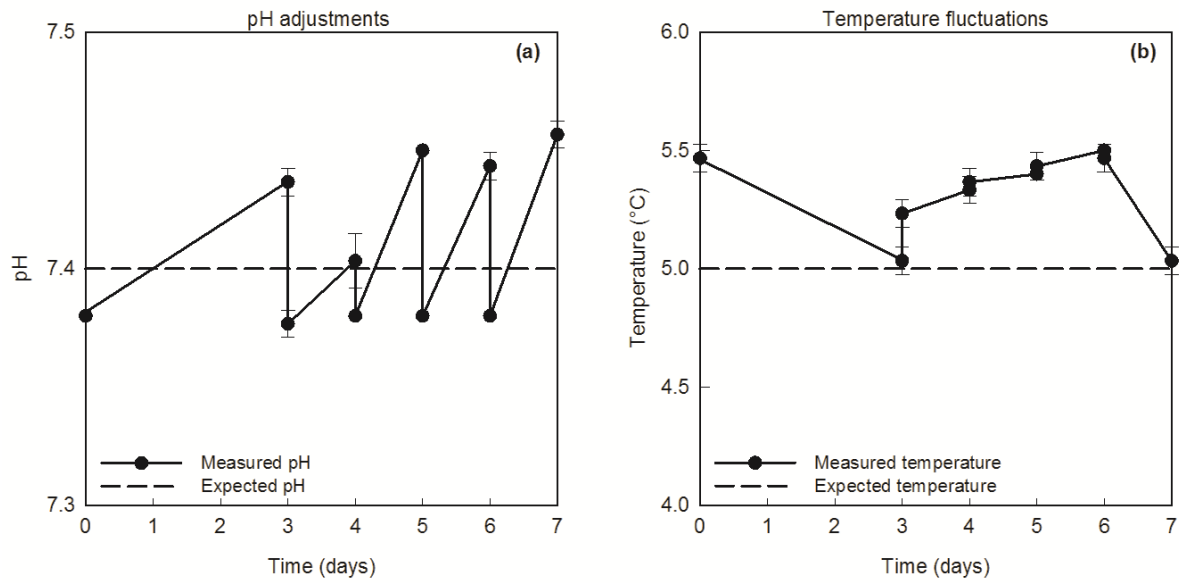 pH adjustments
(a)
7.5
7.4
7.3
pH
Measured pH
Expected pH
0 1 3 4 5 6 7
Time (days)
Temperature fluctuations
(b)
6.0
5.5
5.0
4.5
4.0
Temperature (°C)
Measured temperature
Expected temperature
0 1 3 4 5 6 7
Time (days)